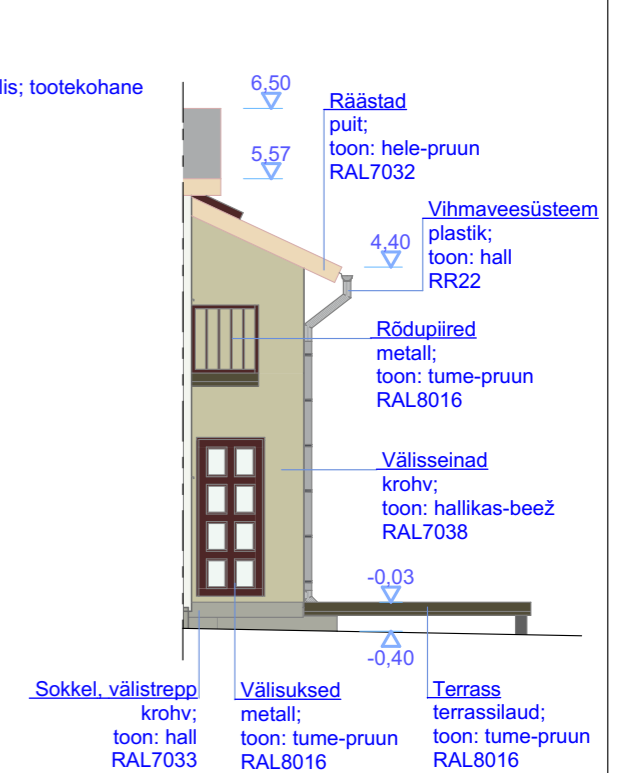 lis; tootekohane
6,50
Räästad
puit;
toon: hele-pruun
RAL7032
5,57
Vihmaveesüsteem
plastik;
toon: hall
RR22
4,40
Rõdupiired
metall;
toon: tume-pruun
RAL8016
Välisseinad
krohv;
toon: hallikas-beež
RAL7038
-0,03
-0,40
Sokkel, välistrepp
krohv;
toon: hall
RAL7033
Välisuksed
metall;
toon: tume-pruun
RAL8016
Terrass
terrassilaud;
toon: tume-pruun
RAL8016